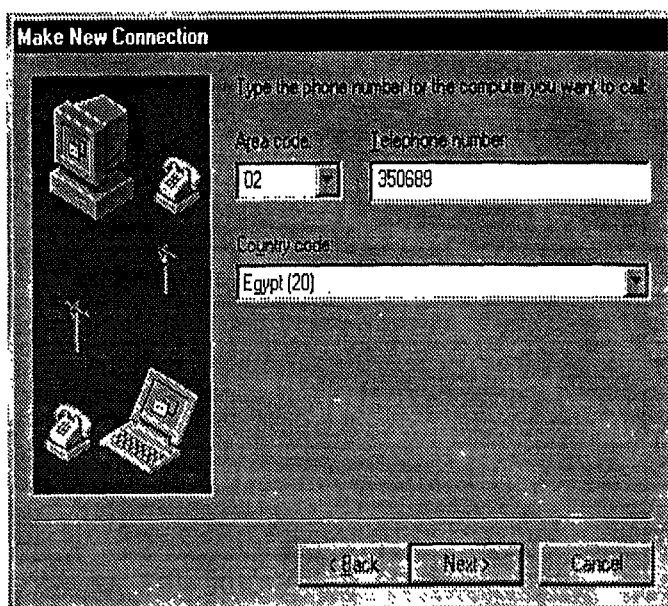 Make New Connection
Type the phone number for the computer you want to call:
Area code: Telephone number:
02 350689
Country code:
Egypt (20)
< Back Next > Cancel